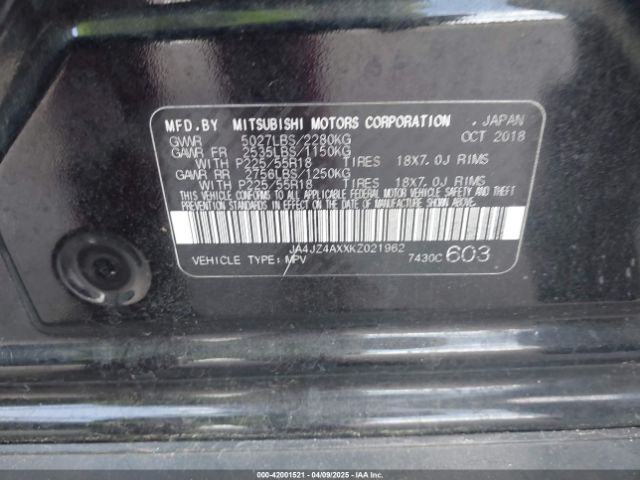 MFD.BY MITSUBISHI MOTORS CORPORATION , JAPAN
GVWR 5027LBS/2280KG OCT 2018
GAWR FR 2535LBS/1150KG
WITH P225/55R18 TIRES 18X7.0J RIMS
GAWR RR 2756LBS/1250KG
WITH P225/55R18 TIRES 18X7.0J RIMS
THIS VEHICLE CONFORMS TO ALL APPLICABLE FEDERAL MOTOR VEHICLE SAFETY AND THEFT
PREVENTION STANDARDS IN EFFECT ON THE DATE OF MANUFACTURE SHOWN ABOVE.
JA4JZ4AXXKZ021962
VEHICLE TYPE: MPV 7430C 603
000-42001521 04/09/2025 IAAI.COM